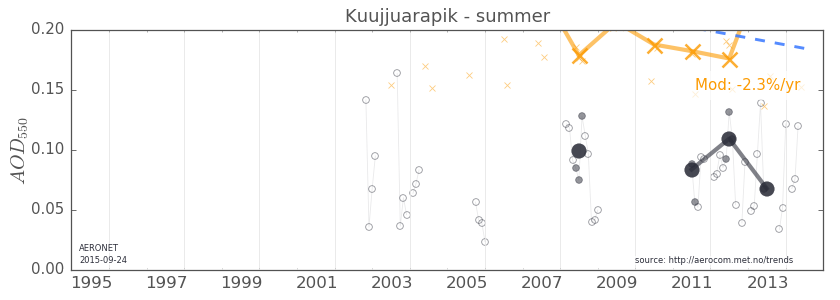 Kuujjuarapik - summer
0.20
0.15
0.10
0.05
0.00
AOD550
Mod: -2.3%/yr
AERONET
2015-09-24
source: http://aerocom.met.no/trends
1995 1997 1999 2001 2003 2005 2007 2009 2011 2013